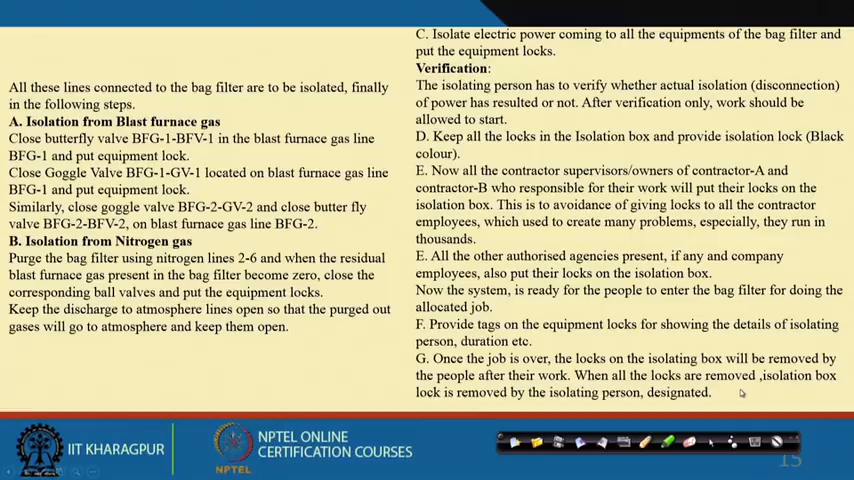 All these lines connected to the bag filter are to be isolated, finally
in the following steps.
A. Isolation from Blast furnace gas
Close butterfly valve BFG-1-BFV-1 in the blast furnace gas line
BFG-1 and put equipment lock.
Close Goggle Valve BFG-1-GV-1 located on blast furnace gas line
BFG-1 and put equipment lock.
Similarly, close goggle valve BFG-2-GV-2 and close butter fly
valve BFG-2-BFV-2, on blast furnace gas line BFG-2.
B. Isolation from Nitrogen gas
Purge the bag filter using nitrogen lines 2-6 and when the residual
blast furnace gas present in the bag filter become zero, close the
corresponding ball valves and put the equipment locks.
Keep the discharge to atmosphere lines open so that the purged out
gases will go to atmosphere and keep them open.
C. Isolate electric power coming to all the equipments of the bag filter and
put the equipment locks.
Verification:
The isolating person has to verify whether actual isolation (disconnection)
of power has resulted or not. After verification only, work should be
allowed to start.
D. Keep all the locks in the Isolation box and provide isolation lock (Black
colour).
E. Now all the contractor supervisors/owners of contractor-A and
contractor-B who responsible for their work will put their locks on the
isolation box. This is to avoidance of giving locks to all the contractor
employees, which used to create many problems, especially, they run in
thousands.
E. All the other authorised agencies present, if any and company
employees, also put their locks on the isolation box.
Now the system, is ready for the people to enter the bag filter for doing the
allocated job.
F. Provide tags on the equipment locks for showing the details of isolating
person, duration etc.
G. Once the job is over, the locks on the isolating box will be removed by
the people after their work. When all the locks are removed ,isolation box
lock is removed by the isolating person, designated.
IIT KHARAGPUR
NPTEL
NPTEL ONLINE
CERTIFICATION COURSES
15